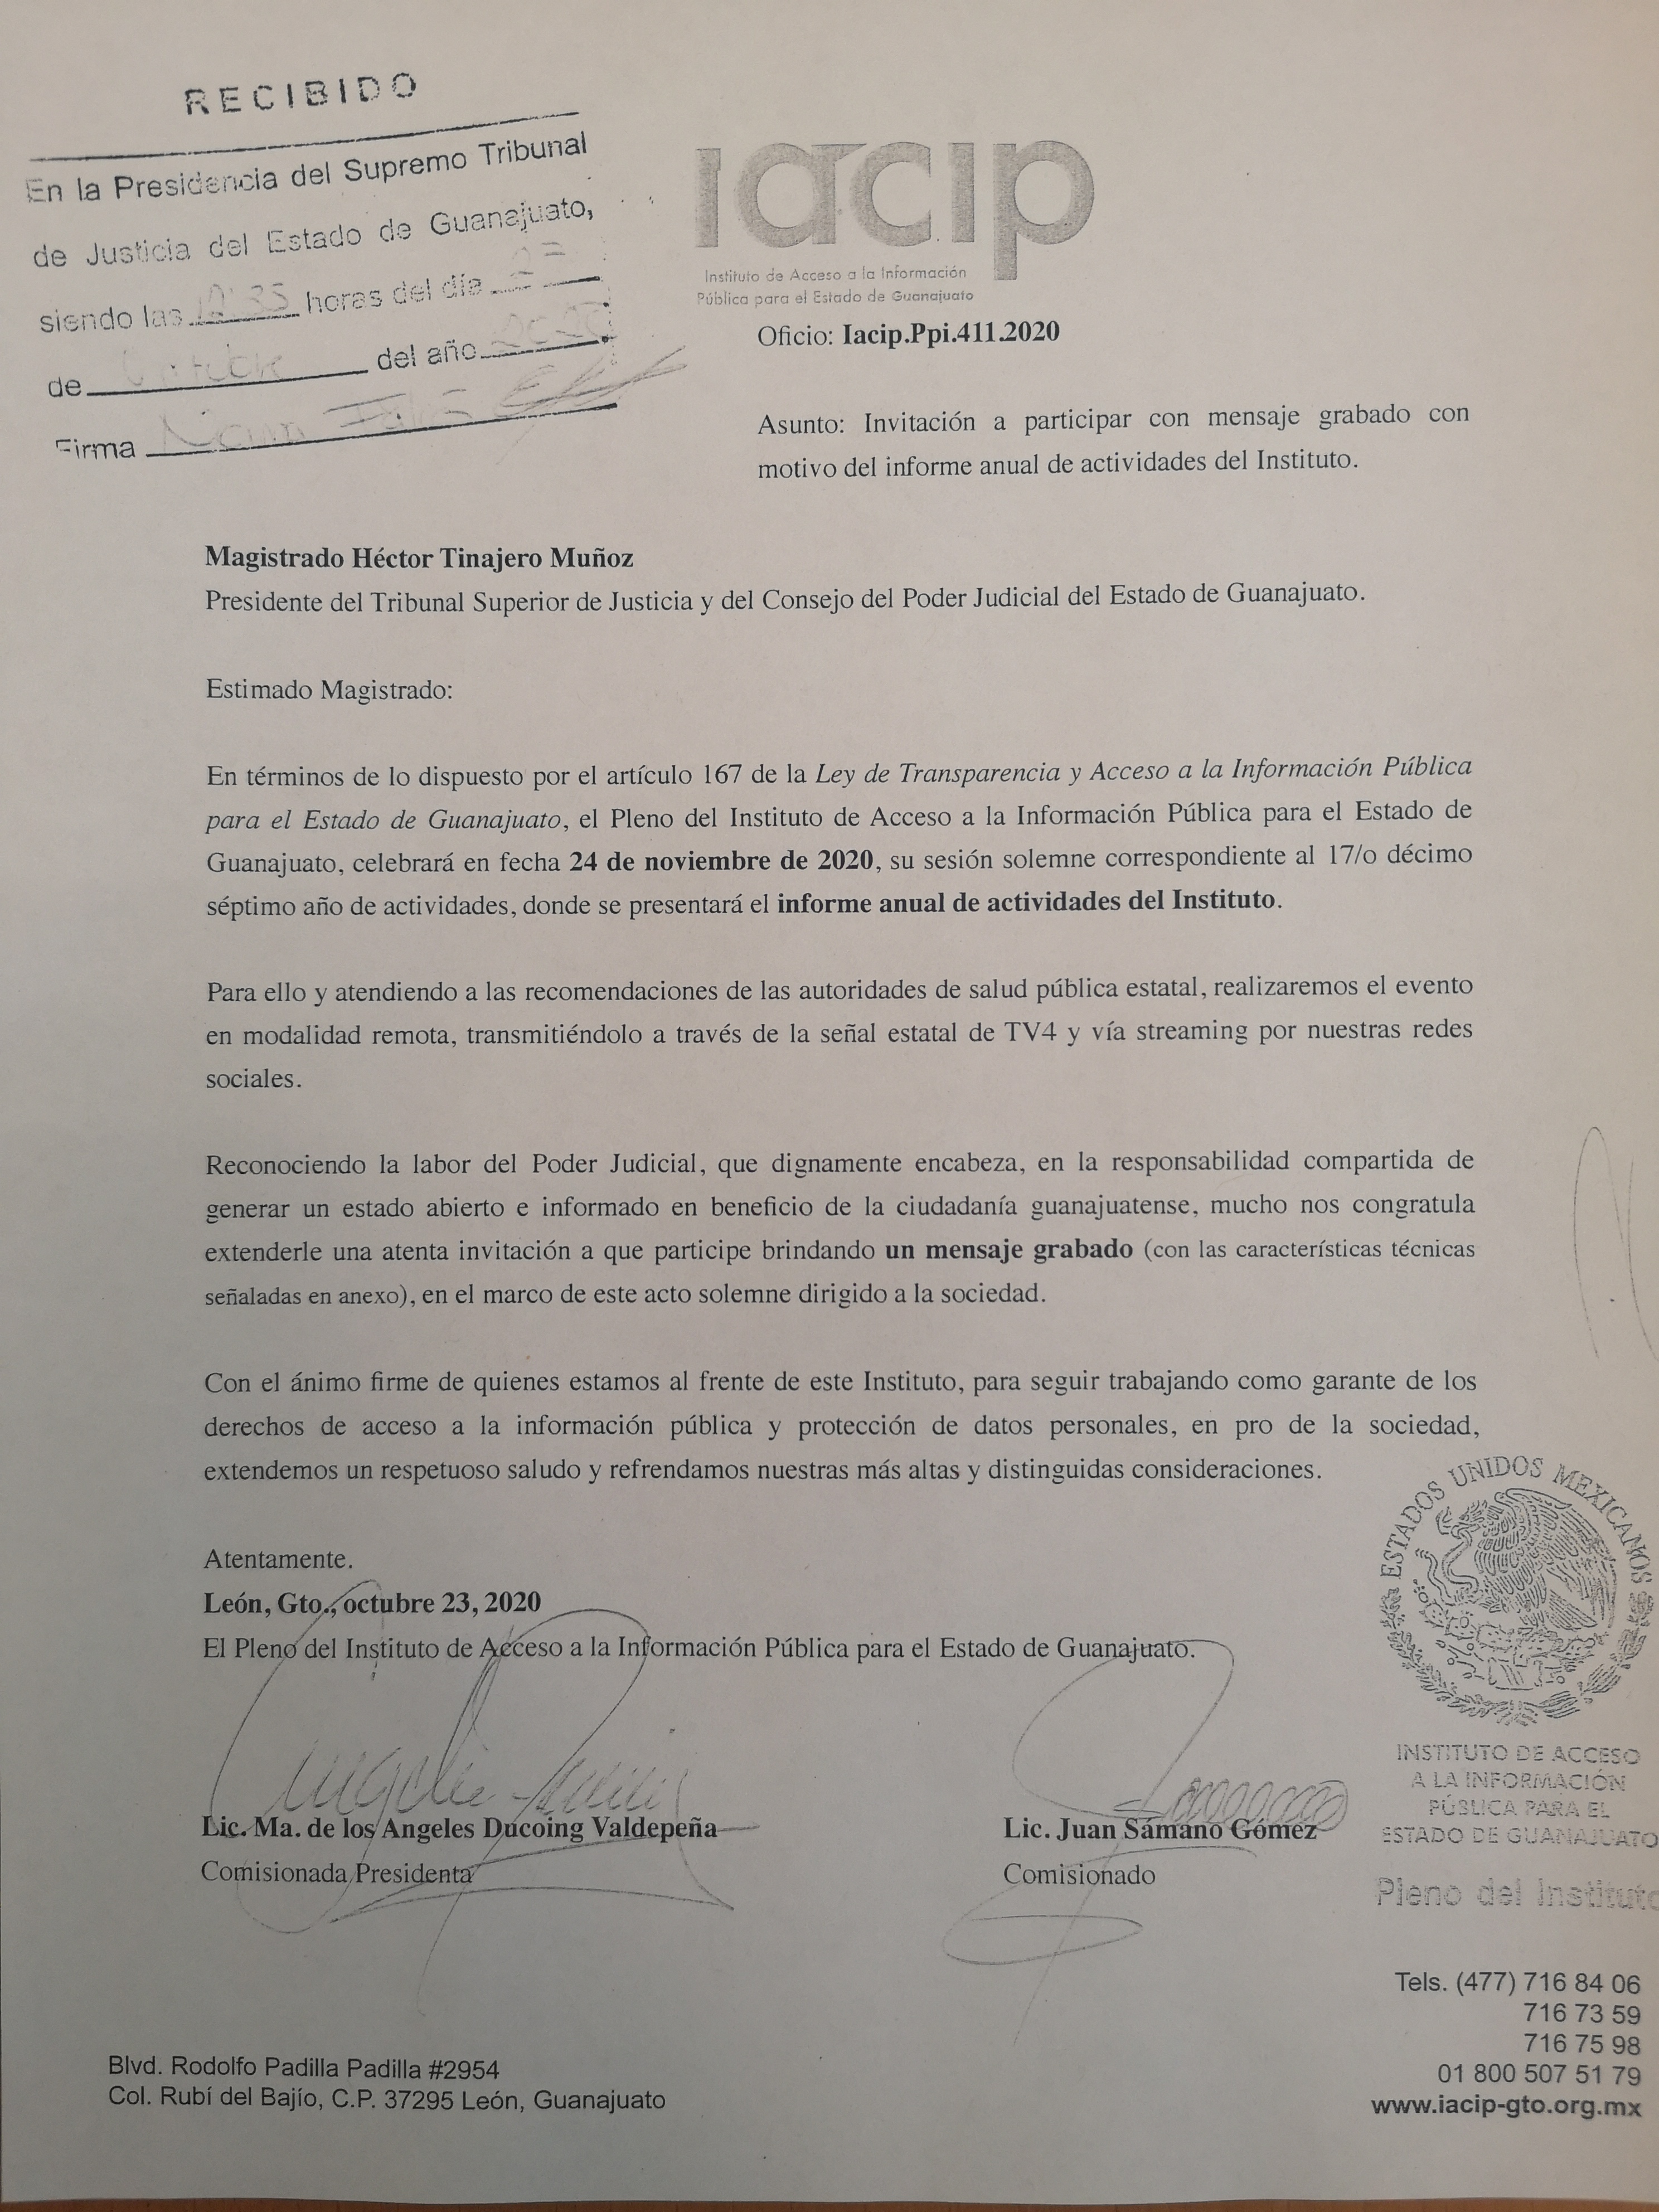 RECIBIDO
En la Presidencia del Supremo Tribunal
de Justicia del Estado de Guanajuato,
siendo las :35 horas del día
de del año 2020
Firma
iacip
Instituto de Acceso a la Información
Pública para el Estado de Guanajuato
Oficio: Iacip.Ppi.411.2020
Asunto: Invitación a participar con mensaje grabado con
motivo del informe anual de actividades del Instituto.
Magistrado Héctor Tinajero Muñoz
Presidente del Tribunal Superior de Justicia y del Consejo del Poder Judicial del Estado de Guanajuato.
Estimado Magistrado:
En términos de lo dispuesto por el artículo 167 de la Ley de Transparencia y Acceso a la Información Pública
para el Estado de Guanajuato, el Pleno del Instituto de Acceso a la Información Pública para el Estado de
Guanajuato, celebrará en fecha 24 de noviembre de 2020, su sesión solemne correspondiente al 17/o décimo
séptimo año de actividades, donde se presentará el informe anual de actividades del Instituto.
Para ello y atendiendo a las recomendaciones de las autoridades de salud pública estatal, realizaremos el evento
en modalidad remota, transmitiéndolo a través de la señal estatal de TV4 y vía streaming por nuestras redes
sociales.
Reconociendo la labor del Poder Judicial, que dignamente encabeza, en la responsabilidad compartida de
generar un estado abierto e informado en beneficio de la ciudadanía guanajuatense, mucho nos congratula
extenderle una atenta invitación a que participe brindando un mensaje grabado (con las características técnicas
señaladas en anexo), en el marco de este acto solemne dirigido a la sociedad.
Con el ánimo firme de quienes estamos al frente de este Instituto, para seguir trabajando como garante de los
derechos de acceso a la información pública y protección de datos personales, en pro de la sociedad,
extendemos un respetuoso saludo y refrendamos nuestras más altas y distinguidas consideraciones.
Atentamente.
León, Gto., octubre 23, 2020
El Pleno del Instituto de Acceso a la Información Pública para el Estado de Guanajuato.
Lic. Ma. de los Angeles Ducoing Valdepeña
Comisionada Presidenta
Lic. Juan Sámano Gómez
Comisionado
ESTADOS UNIDOS MEXICANOS
INSTITUTO DE ACCESO
A LA INFORMACIÓN
PÚBLICA PARA EL
ESTADO DE GUANAJUATO
Pleno del Instituto
Tels. (477) 716 84 06
716 73 59
716 75 98
01 800 507 51 79
www.iacip-gto.org.mx
Blvd. Rodolfo Padilla Padilla #2954
Col. Rubí del Bajío, C.P. 37295 León, Guanajuato